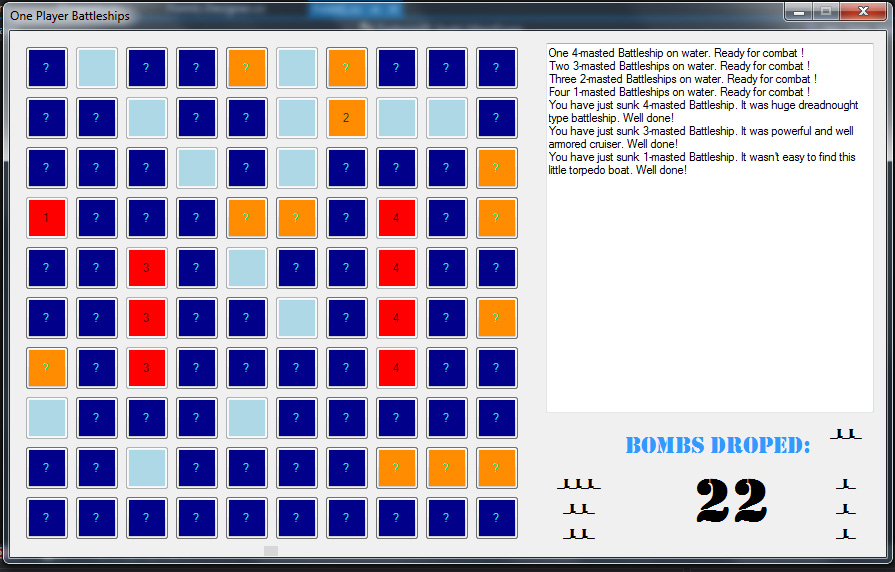 One Player Battleships
? ? ? ? ? ? ? ?
? ? ? ? 2 ?
? ? ? ? ? ? ? ?
1 ? ? ? ? ? ? 4 ? ?
? ? 3 ? ? ? 4 ? ?
? ? 3 ? ? ? 4 ? ?
? ? 3 ? ? ? ? 4 ? ?
? ? ? ? ? ? ? ?
? ? ? ? ? ? ? ? ?
? ? ? ? ? ? ? ? ? ?
One 4-masted Battleship on water. Ready for combat !
Two 3-masted Battleships on water. Ready for combat !
Three 2-masted Battleships on water. Ready for combat !
Four 1-masted Battleships on water. Ready for combat !
You have just sunk 4-masted Battleship. It was huge dreadnought
type battleship. Well done!
You have just sunk 3-masted Battleship. It was powerful and well
armored cruiser. Well done!
You have just sunk 1-masted Battleship. It wasn't easy to find this
little torpedo boat. Well done!
BOMBS DROPED:
22